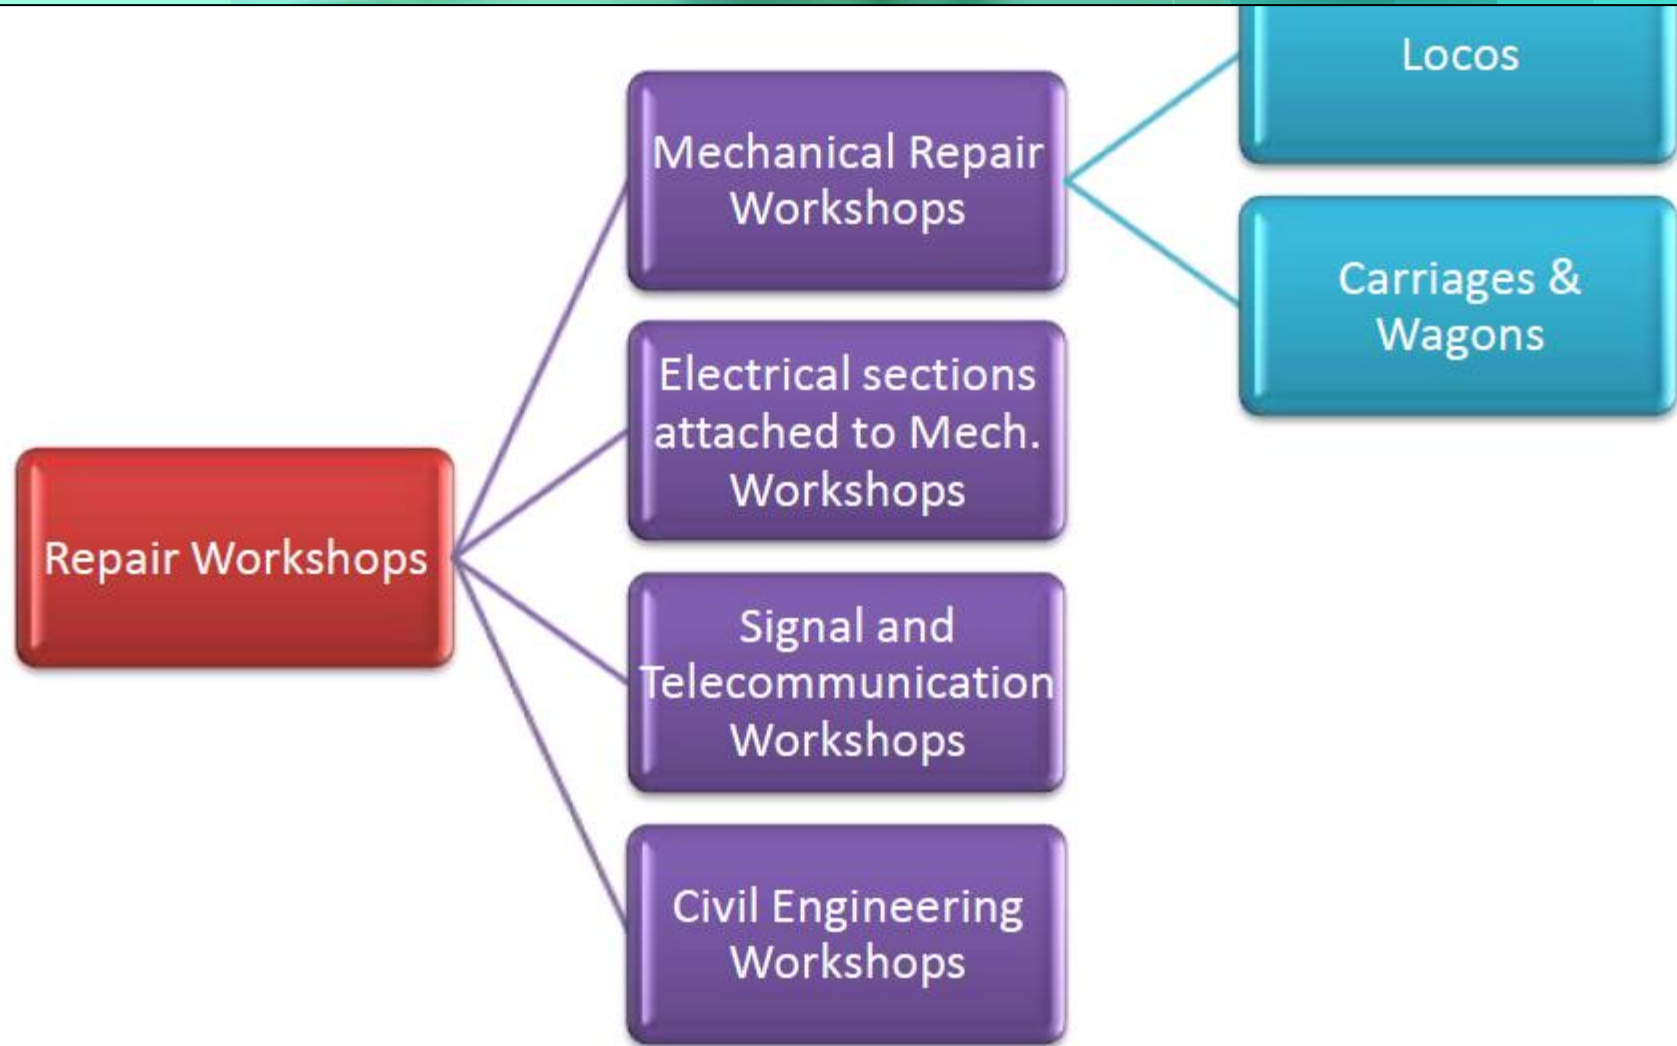 Repair Workshops
Mechanical Repair
Workshops
Locos
Carriages &
Wagons
Electrical sections
attached to Mech.
Workshops
Signal and
Telecommunication
Workshops
Civil Engineering
Workshops